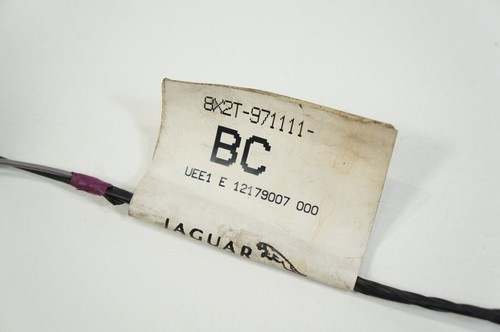 8X2T-971111-
BC
UEE1 E 12179007 000
JAGUAR